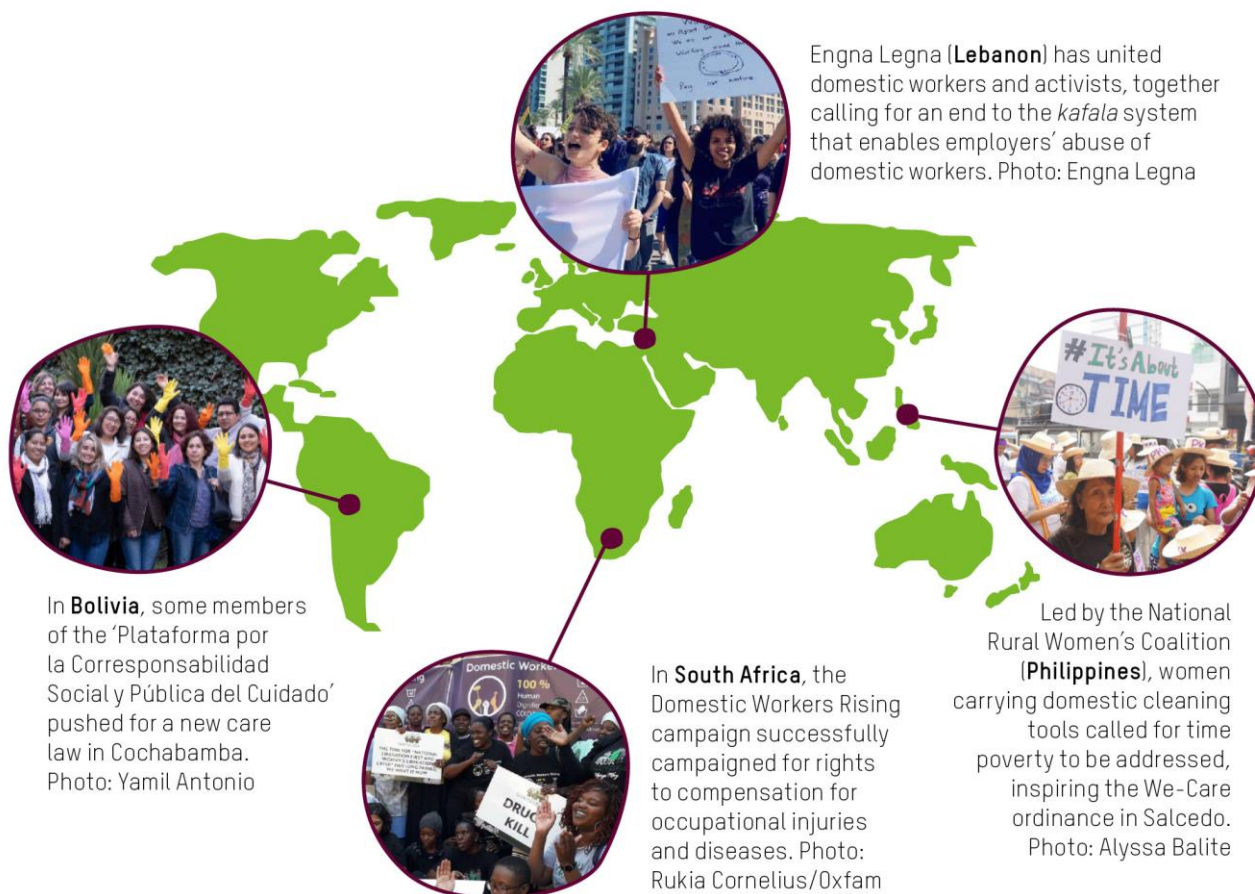 Engna Legna (Lebanon) has united
domestic workers and activists, together
calling for an end to the kafala system
that enables employers' abuse of
domestic workers. Photo: Engna Legna
#It's About
TIME
In Bolivia, some members
of the 'Plataforma por
la Corresponsabilidad
Social y Pública del Cuidado'
pushed for a new care
law in Cochabamba.
Photo: Yamil Antonio
Domestic Worke
100 %
Human
DRUG
KILL
In South Africa, the
Domestic Workers Rising
campaign successfully
campaigned for rights
to compensation for
occupational injuries
and diseases. Photo:
Rukia Cornelius/Oxfam
Led by the National
Rural Women's Coalition
(Philippines), women
carrying domestic cleaning
tools called for time
poverty to be addressed,
inspiring the We-Care
ordinance in Salcedo.
Photo: Alyssa Balite